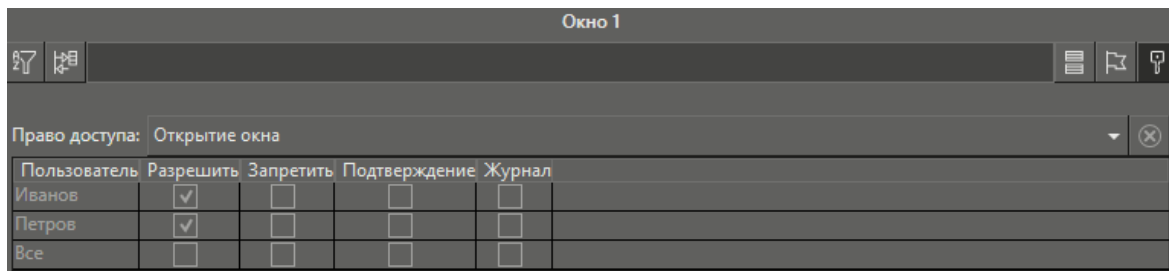 Окно 1
Право доступа: Открытие окна
Пользователь Разрешить Запретить Подтверждение Журнал
Иванов
Петров
Все